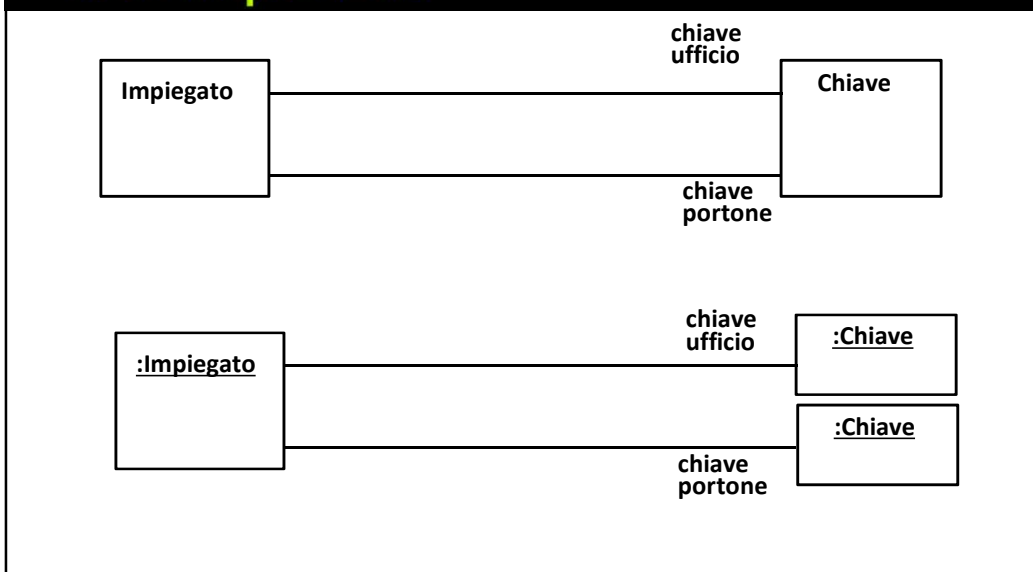 chiave
ufficio
Impiegato
Chiave
chiave
portone
chiave
ufficio
:Impiegato
:Chiave
:Chiave
chiave
portone